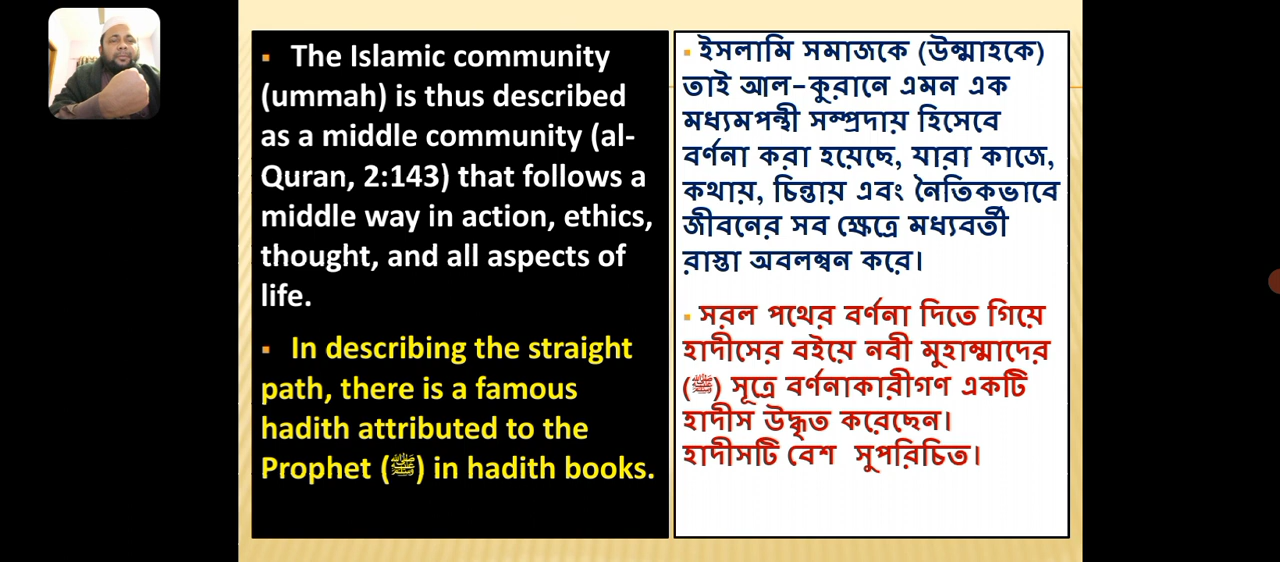 ▪ The Islamic community
(ummah) is thus described
as a middle community (al-
Quran, 2:143) that follows a
middle way in action, ethics,
thought, and all aspects of
life.
▪ In describing the straight
path, there is a famous
hadith attributed to the
Prophet (ﷺ) in hadith books.
▪ ইসলামি সমাজকে (উম্মাহকে)
তাই আল-কুরানে এমন এক
মধ্যমপন্থী সম্প্রদায় হিসেবে
বর্ণনা করা হয়েছে, যারা কাজে,
কথায়, চিন্তায় এবং নৈতিকভাবে
জীবনের সব ক্ষেত্রে মধ্যবর্তী
রাস্তা অবলম্বন করে।
▪ সরল পথের বর্ণনা দিতে গিয়ে
হাদীসের বইয়ে নবী মুহাম্মাদের
(ﷺ) সূত্রে বর্ণনাকারীগণ একটি
হাদীস উদ্ধৃত করেছেন।
হাদীসটি বেশ সুপরিচিত।